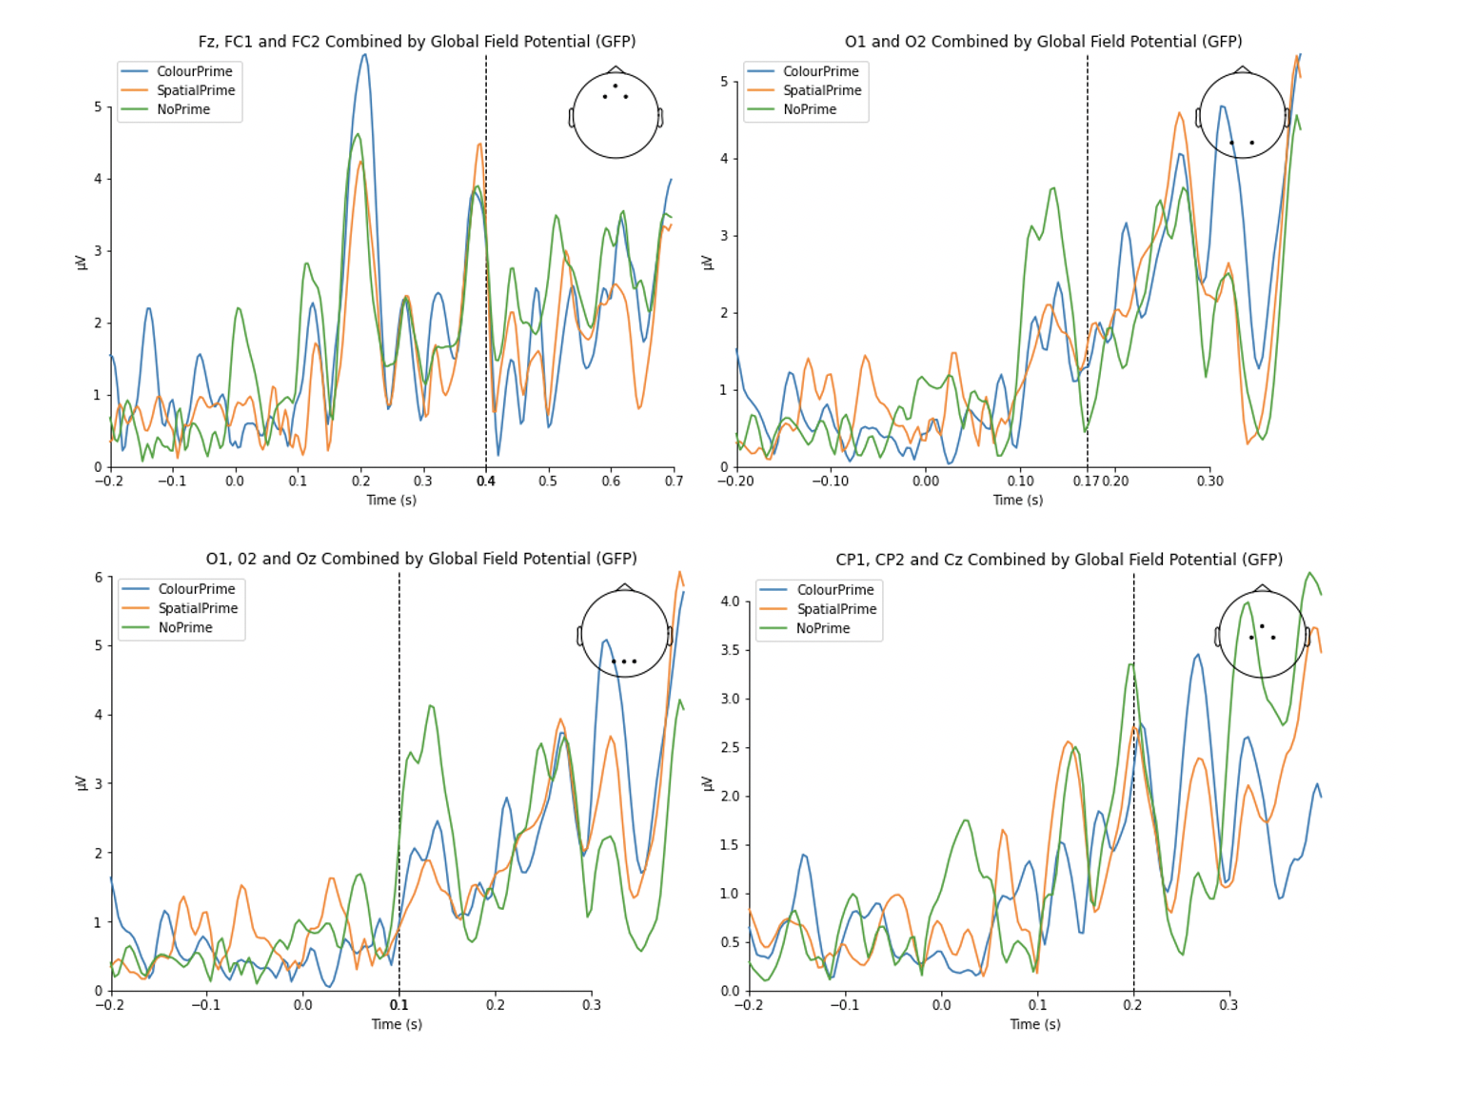 Fz, FC1 and FC2 Combined by Global Field Potential (GFP)
ColourPrime
SpatialPrime
NoPrime
5
4
3
2
1
0
µV
−0.2 −0.1 0.0 0.1 0.2 0.3 0.4 0.5 0.6 0.7
Time (s)
O1 and O2 Combined by Global Field Potential (GFP)
ColourPrime
SpatialPrime
NoPrime
5
4
3
2
1
0
µV
−0.20 −0.10 0.00 0.10 0.17 0.20 0.30
Time (s)
O1, 02 and Oz Combined by Global Field Potential (GFP)
ColourPrime
SpatialPrime
NoPrime
6
5
4
3
2
1
0
µV
−0.2 −0.1 0.0 0.1 0.2 0.3
Time (s)
CP1, CP2 and Cz Combined by Global Field Potential (GFP)
ColourPrime
SpatialPrime
NoPrime
4.0
3.5
3.0
2.5
2.0
1.5
1.0
0.5
0.0
µV
−0.2 −0.1 0.0 0.1 0.2 0.3
Time (s)